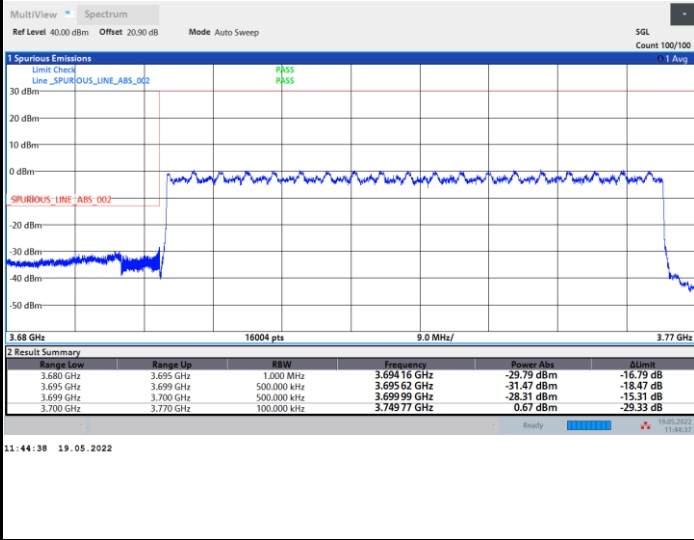 MultiView Spectrum
Ref Level 40.00 dBm Offset 20.90 dB Mode Auto Sweep SGL
Count 100/100
1 Spurious Emissions 1 Avg
Limit Check PASS
Line _SPURIOUS_LINE_ABS_002 PASS
30 dBm
20 dBm
10 dBm
0 dBm
_SPURIOUS_LINE_ABS_002
-20 dBm
-30 dBm
-40 dBm
-50 dBm
3.68 GHz 16004 pts 9.0 MHz/ 3.77 GHz
2 Result Summary
Range Low Range Up RBW Frequency Power Abs ΔLimit
3.680 GHz 3.695 GHz 1.000 MHz 3.694 16 GHz -29.79 dBm -16.79 dB
3.695 GHz 3.699 GHz 500.000 kHz 3.695 62 GHz -31.47 dBm -18.47 dB
3.699 GHz 3.700 GHz 500.000 kHz 3.699 99 GHz -28.31 dBm -15.31 dB
3.700 GHz 3.770 GHz 100.000 kHz 3.749 77 GHz 0.67 dBm -29.33 dB
Ready 19.05.2022
11:44:37
11:44:38 19.05.2022